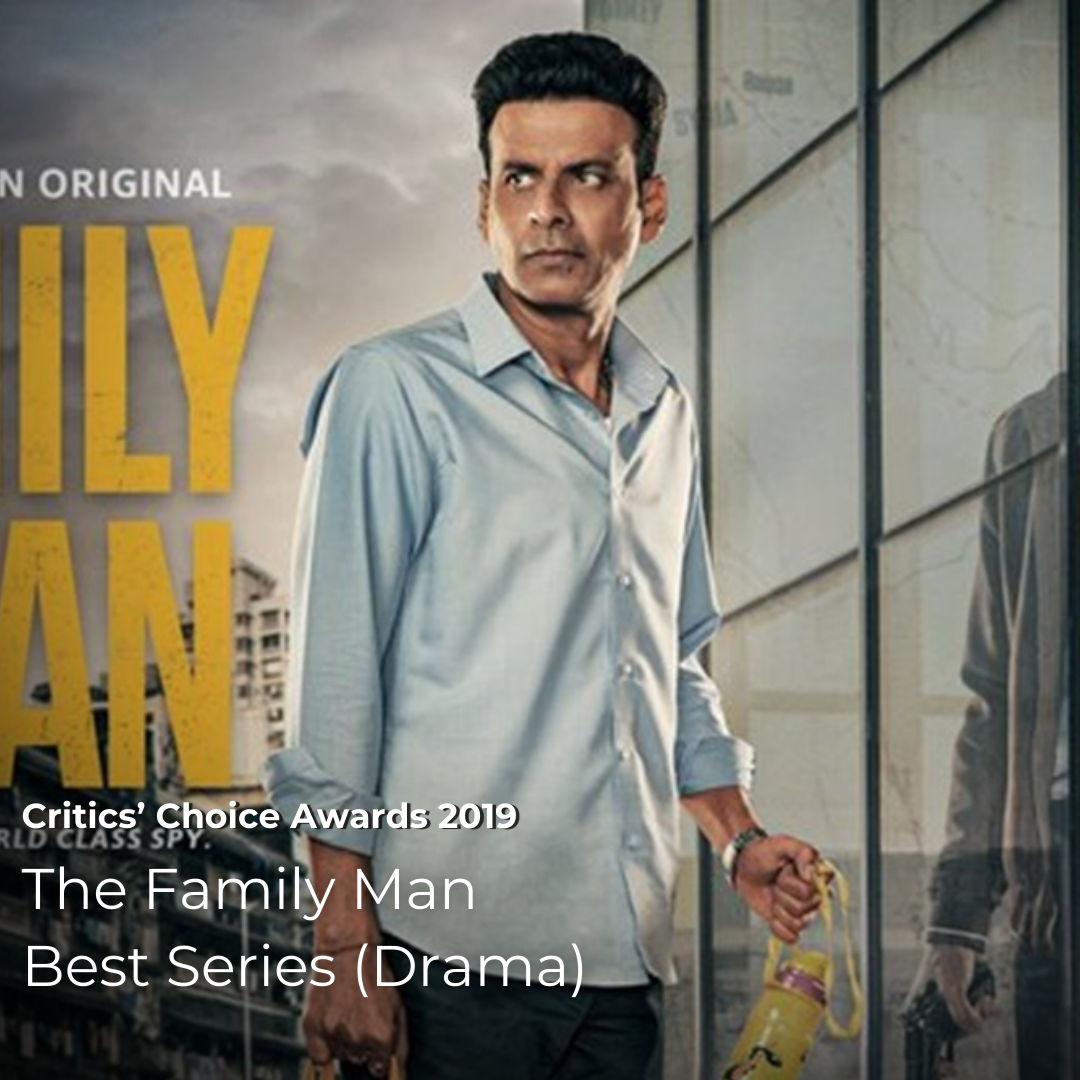 N ORIGINAL
ILY
AN
Critics’ Choice Awards 2019
RLD CLASS SPY.
The Family Man
Best Series (Drama)